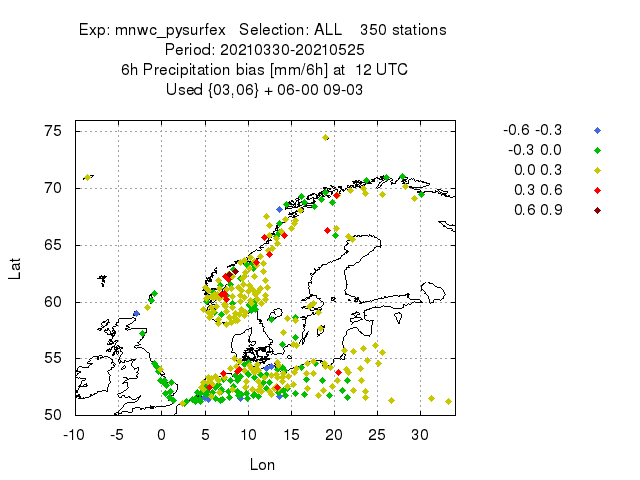 Exp: mnwc_pysurfex   Selection: ALL    350 stations
Period: 20210330-20210525
6h Precipitation bias [mm/6h] at  12 UTC
Used {03,06} + 06-00 09-03
-0.6 -0.3
-0.3 0.0
0.0 0.3
0.3 0.6
0.6 0.9
Lat
75
70
65
60
55
50
-10 -5 0 5 10 15 20 25 30
Lon